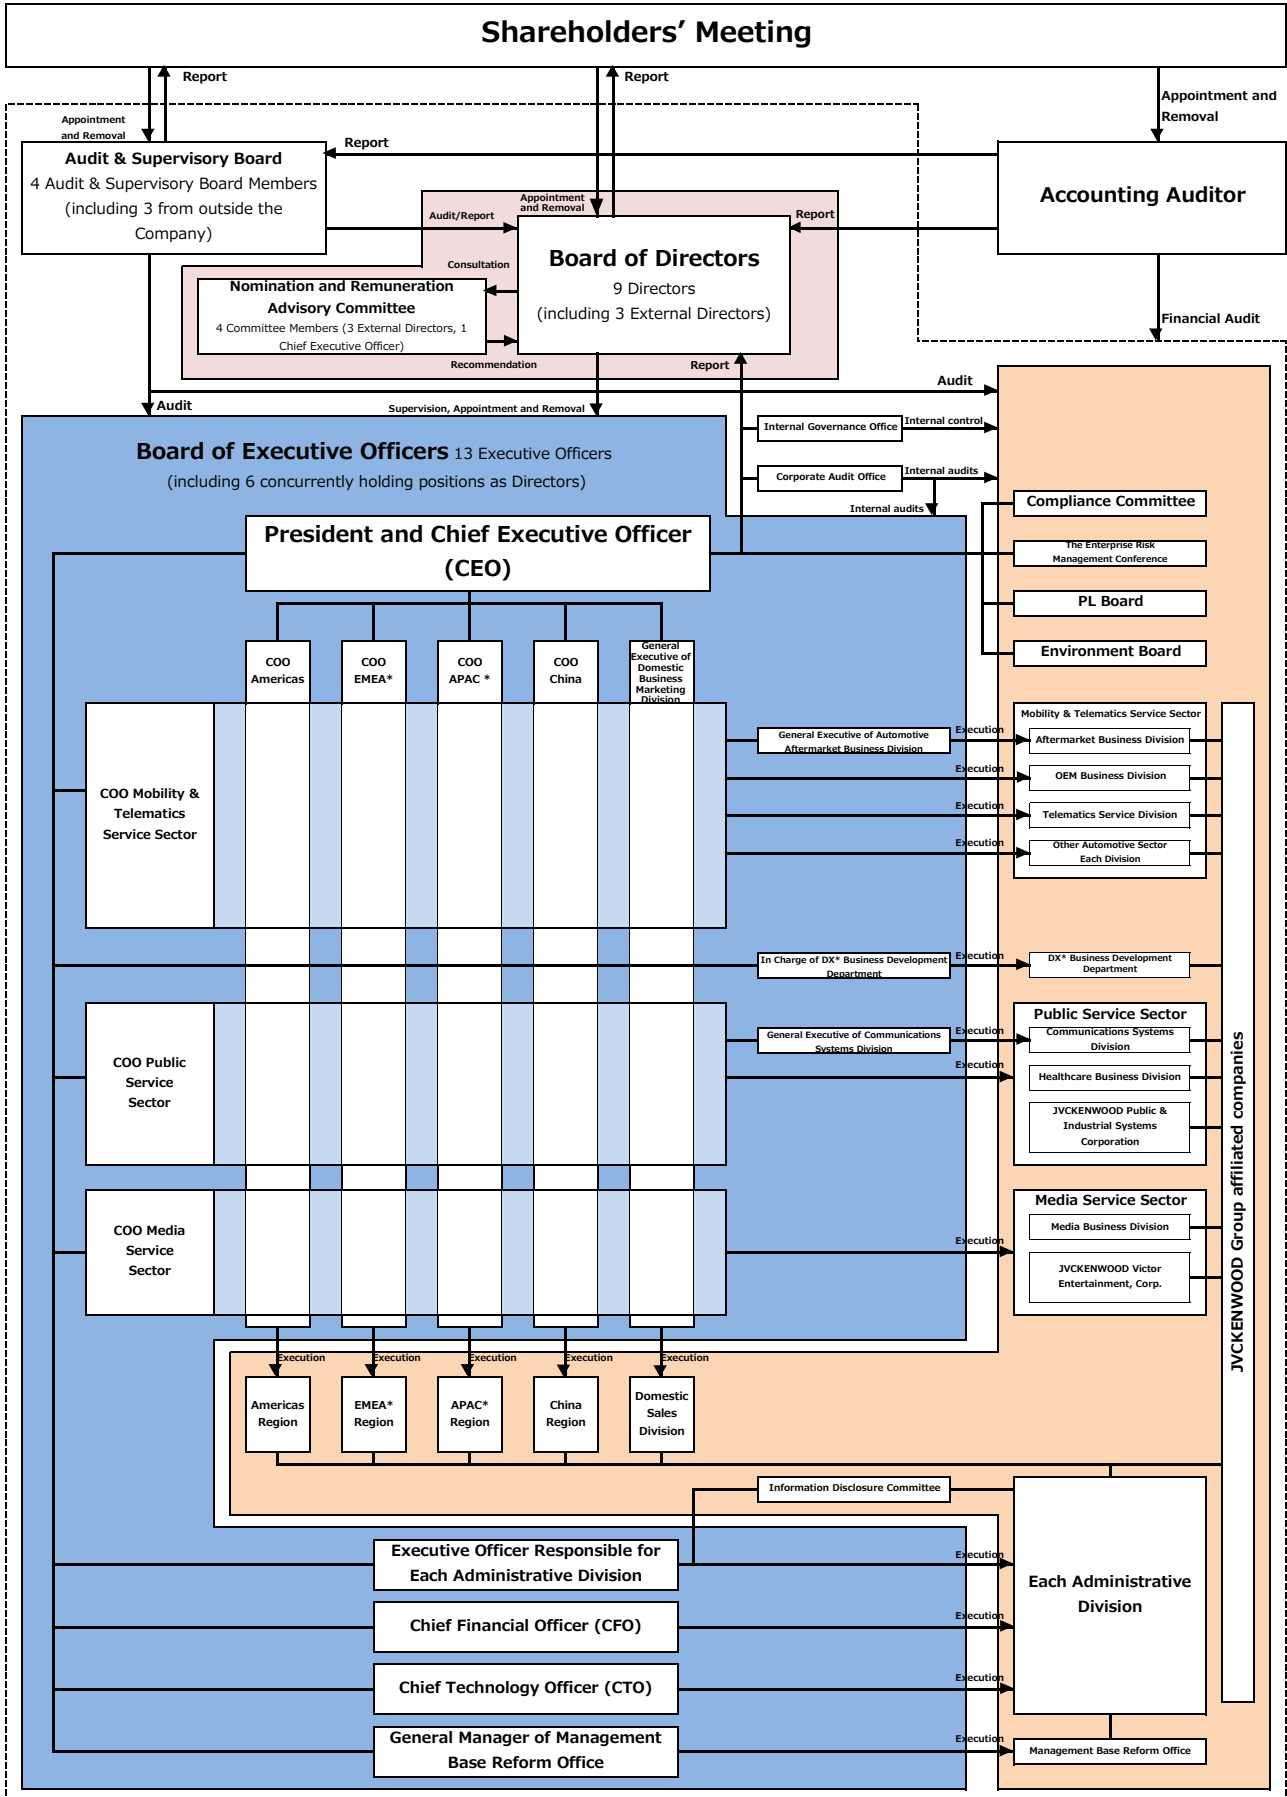 Shareholders’ Meeting
Report
Report
Appointment and
Removal
Appointment
and Removal
Report
Audit & Supervisory Board
4 Audit & Supervisory Board Members
(including 3 from outside the
Company)
Accounting Auditor
Appointment
and Removal
Audit/Report
Report
Board of Directors
9 Directors
(including 3 External Directors)
Consultation
Nomination and Remuneration
Advisory Committee
4 Committee Members (3 External Directors, 1
Chief Executive Officer)
Recommendation
Report
Financial Audit
Audit
Audit
Supervision, Appointment and Removal
Board of Executive Officers 13 Executive Officers
(including 6 concurrently holding positions as Directors)
Internal Governance Office
Internal control
Corporate Audit Office
Internal audits
Internal audits
President and Chief Executive Officer
(CEO)
Compliance Committee
The Enterprise Risk
Management Conference
PL Board
Environment Board
COO
Americas
COO
EMEA*
COO
APAC *
COO
China
General
Executive of
Domestic
Business
Marketing
Division
COO Mobility &
Telematics
Service Sector
General Executive of Automotive
Aftermarket Business Division
Execution
Execution
Execution
Execution
Mobility & Telematics Service Sector
Aftermarket Business Division
OEM Business Division
Telematics Service Division
Other Automotive Sector
Each Division
In Charge of DX* Business Development
Department
Execution
DX* Business Development
Department
COO Public
Service
Sector
General Executive of Communications
Systems Division
Execution
Execution
Public Service Sector
Communications Systems
Division
Healthcare Business Division
JVCKENWOOD Public &
Industrial Systems
Corporation
COO Media
Service
Sector
Execution
Media Service Sector
Media Business Division
JVCKENWOOD Victor
Entertainment, Corp.
JVCKENWOOD Group affiliated companies
Execution
Execution
Execution
Execution
Execution
Americas
Region
EMEA*
Region
APAC*
Region
China
Region
Domestic
Sales
Division
Information Disclosure Committee
Executive Officer Responsible for
Each Administrative Division
Execution
Each Administrative
Division
Chief Financial Officer (CFO)
Execution
Chief Technology Officer (CTO)
Execution
General Manager of Management
Base Reform Office
Execution
Management Base Reform Office